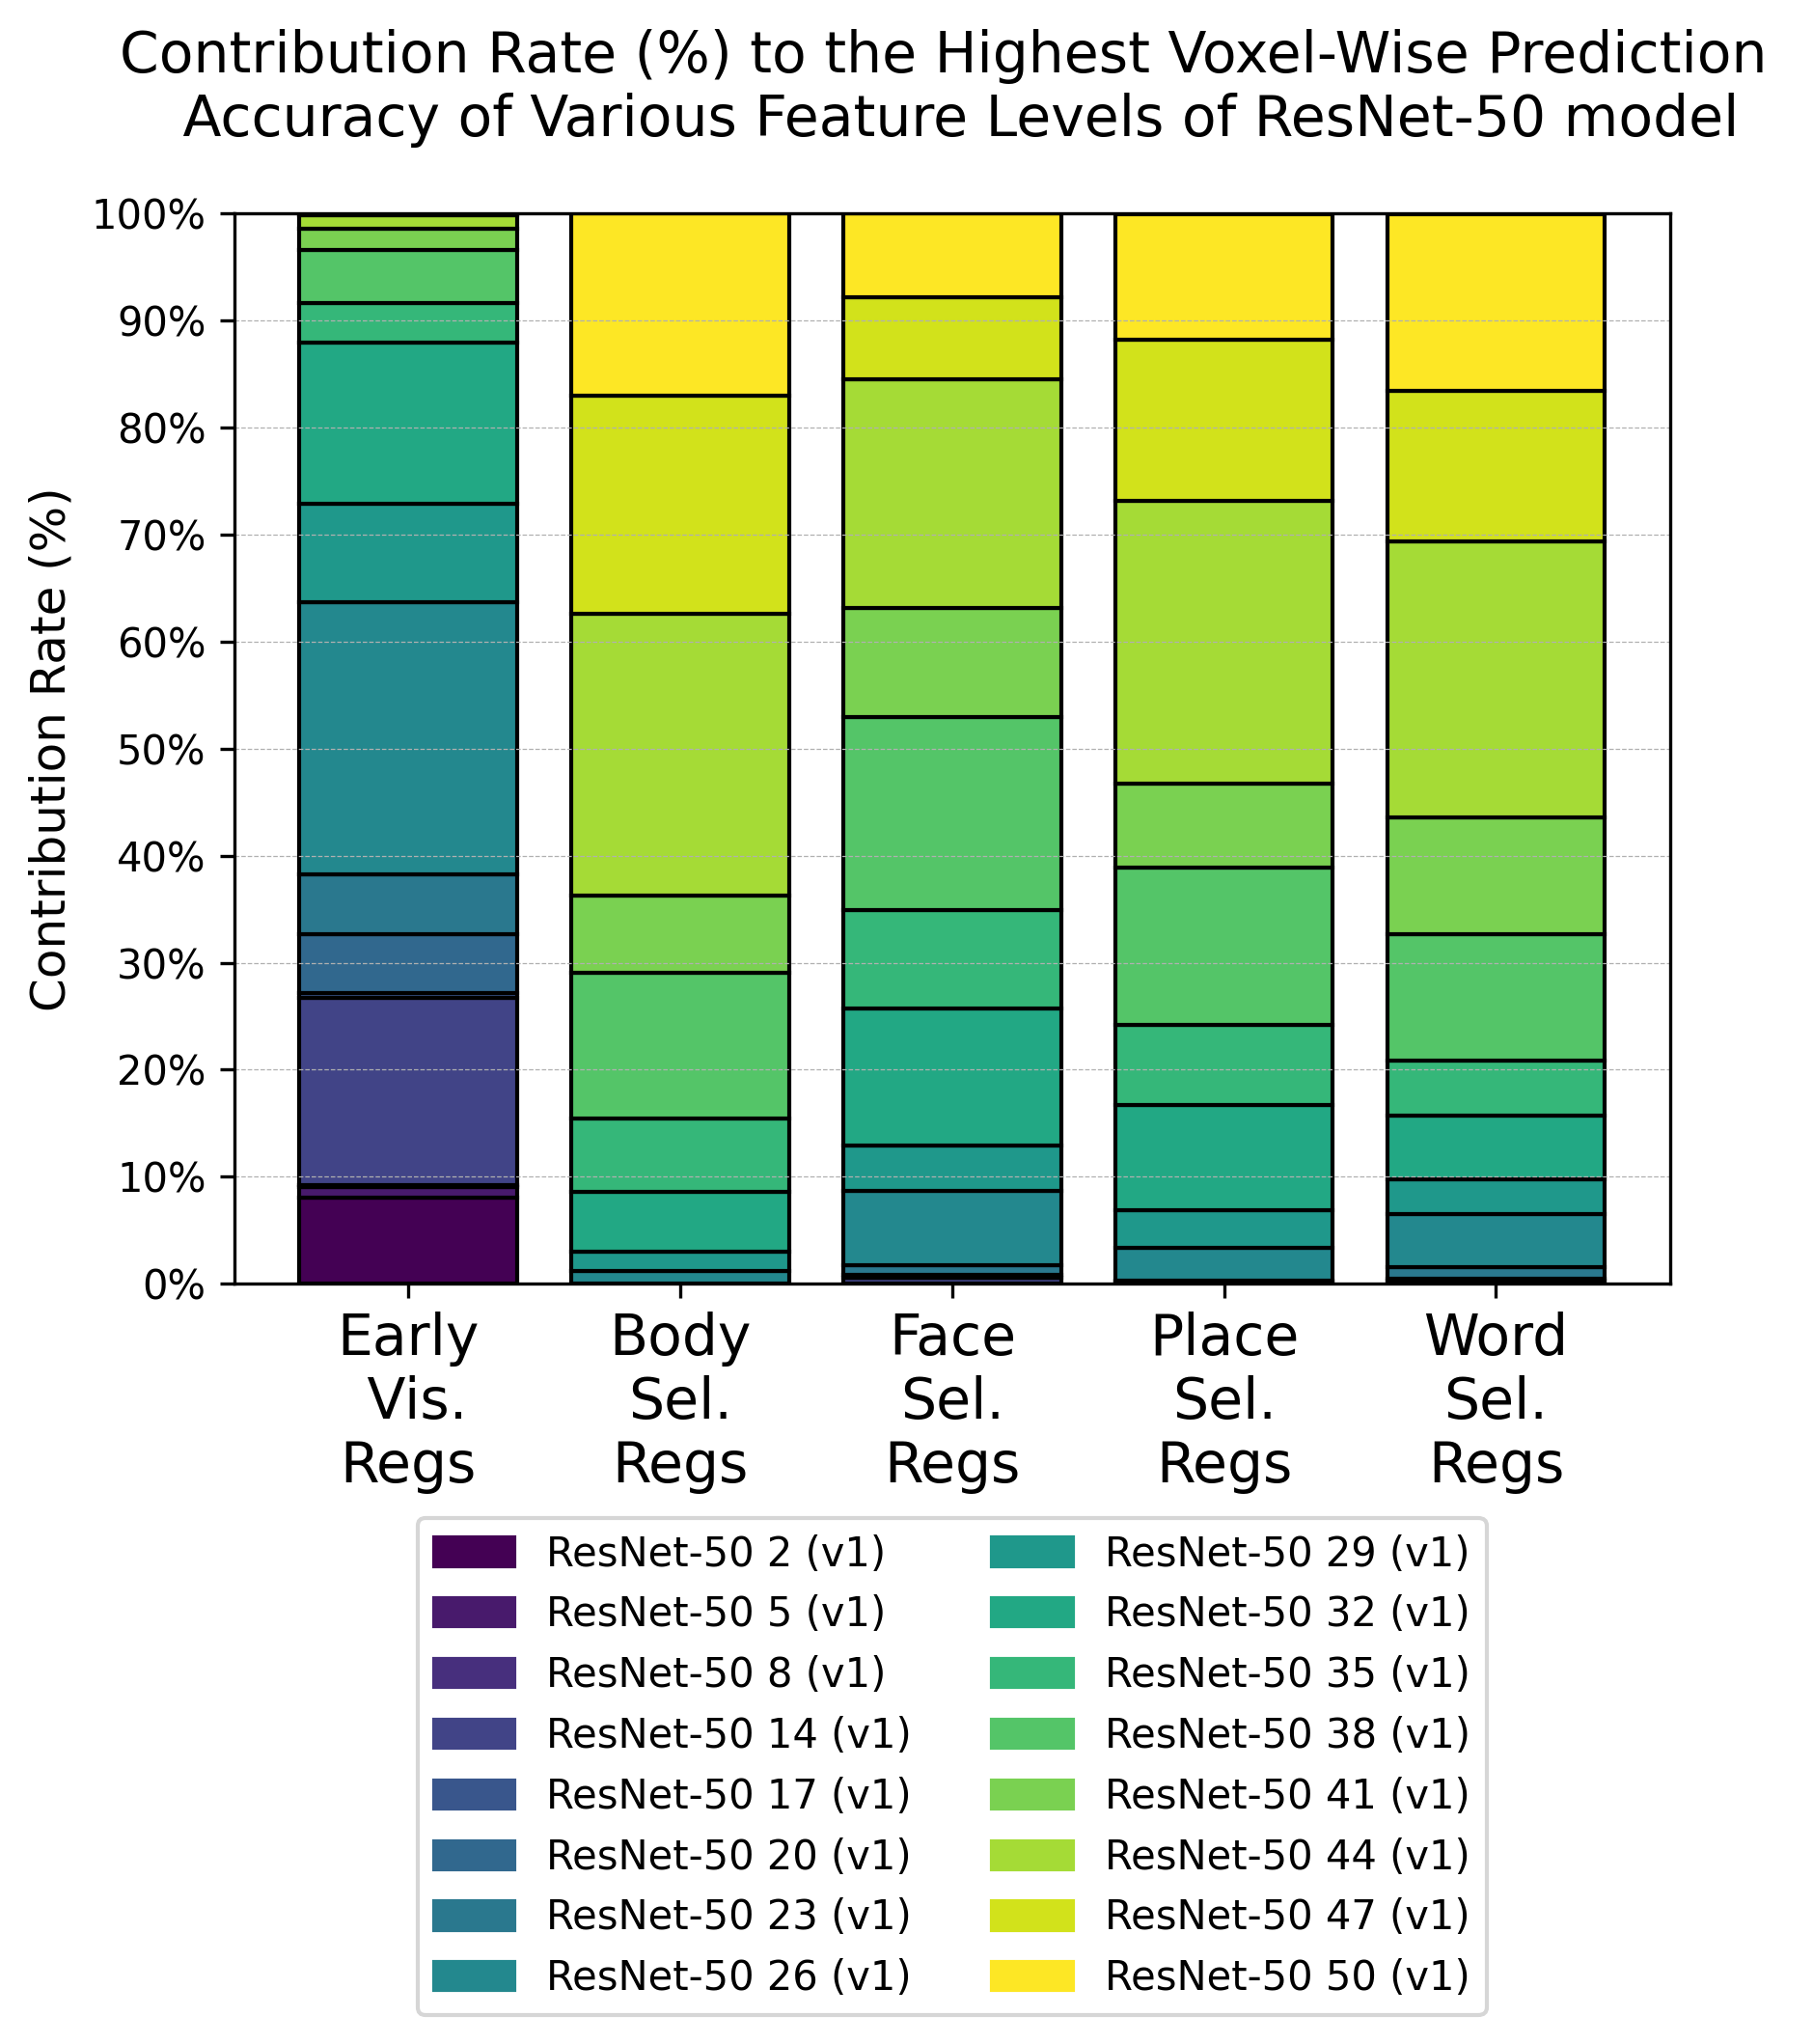 Contribution Rate (%) to the Highest Voxel-Wise Prediction
Accuracy of Various Feature Levels of ResNet-50 model
Contribution Rate (%)
100%
90%
80%
70%
60%
50%
40%
30%
20%
10%
0%
Early Vis. Regs
Body Sel. Regs
Face Sel. Regs
Place Sel. Regs
Word Sel. Regs
ResNet-50 2 (v1)
ResNet-50 5 (v1)
ResNet-50 8 (v1)
ResNet-50 14 (v1)
ResNet-50 17 (v1)
ResNet-50 20 (v1)
ResNet-50 23 (v1)
ResNet-50 26 (v1)
ResNet-50 29 (v1)
ResNet-50 32 (v1)
ResNet-50 35 (v1)
ResNet-50 38 (v1)
ResNet-50 41 (v1)
ResNet-50 44 (v1)
ResNet-50 47 (v1)
ResNet-50 50 (v1)